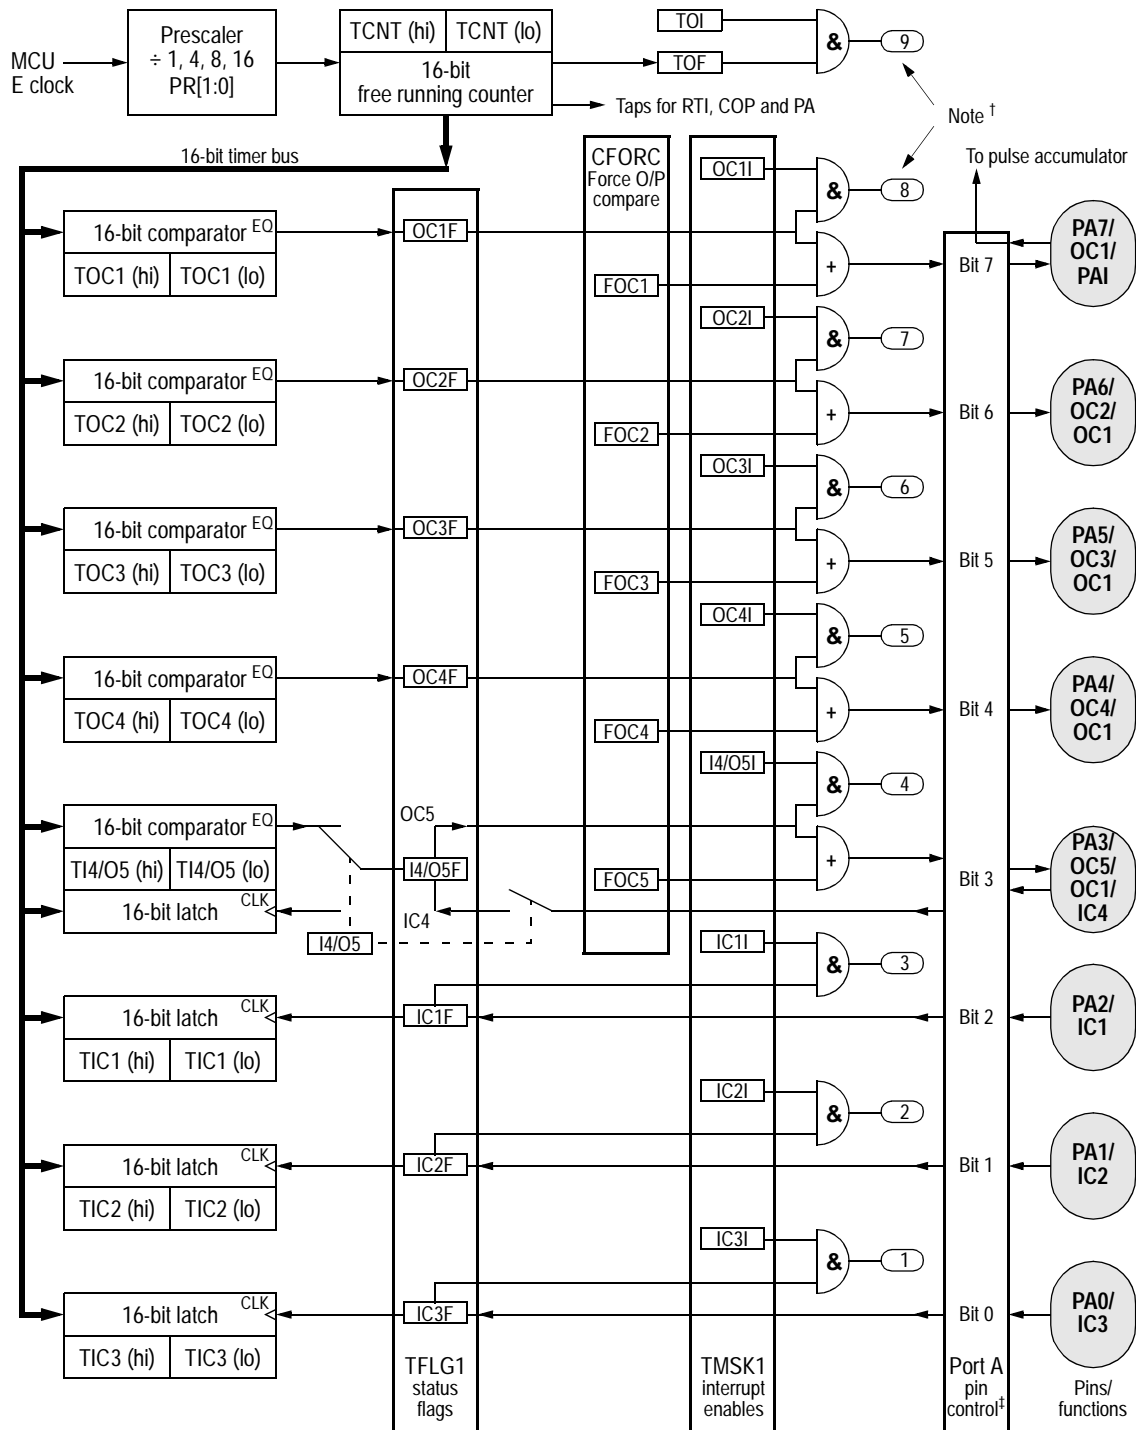 MCU
E clock
Prescaler
÷ 1, 4, 8, 16
PR[1:0]
TCNT (hi) TCNT (lo)
16-bit
free running counter
TOI
TOF
&
9
Taps for RTI, COP and PA
Note †
16-bit timer bus
CFORC
Force O/P
compare
To pulse accumulator
OC1I
&
8
16-bit comparator EQ
TOC1 (hi) TOC1 (lo)
OC1F
FOC1
+
Bit 7
PA7/
OC1/
PAI
OC2I
&
7
16-bit comparator EQ
TOC2 (hi) TOC2 (lo)
OC2F
FOC2
+
Bit 6
PA6/
OC2/
OC1
OC3I
&
6
16-bit comparator EQ
TOC3 (hi) TOC3 (lo)
OC3F
FOC3
+
Bit 5
PA5/
OC3/
OC1
OC4I
&
5
16-bit comparator EQ
TOC4 (hi) TOC4 (lo)
OC4F
FOC4
+
Bit 4
PA4/
OC4/
OC1
I4/O5I
&
4
16-bit comparator EQ
TI4/O5 (hi) TI4/O5 (lo)
16-bit latch CLK
OC5
I4/O5F
IC4
I4/O5
FOC5
+
Bit 3
PA3/
OC5/
OC1/
IC4
IC1I
&
3
16-bit latch CLK
TIC1 (hi) TIC1 (lo)
IC1F
Bit 2
PA2/
IC1
IC2I
&
2
16-bit latch CLK
TIC2 (hi) TIC2 (lo)
IC2F
Bit 1
PA1/
IC2
IC3I
&
1
16-bit latch CLK
TIC3 (hi) TIC3 (lo)
IC3F
Bit 0
PA0/
IC3
TFLG1
status
flags
TMSK1
interrupt
enables
Port A
pin
control‡
Pins/
functions